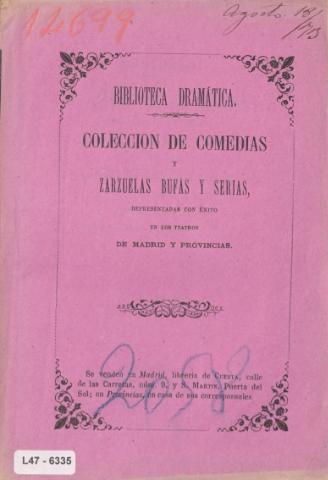 12699
Agosto 18/73
BIBLIOTECA DRAMÁTICA.
COLECCION DE COMEDIAS
Y
ZARZUELAS BUFAS Y SERIAS,
REPRESENTADAS CON ÉXITO
EN LOS TEATROS
DE MADRID Y PROVINCIAS.
Se venden en Madrid, librería de CUESTA, calle
de las Carretas, núm. 9, y S. MARTIN, Puerta del
Sol; en Provincias, en casa de sus corresponsales
L47 - 6335